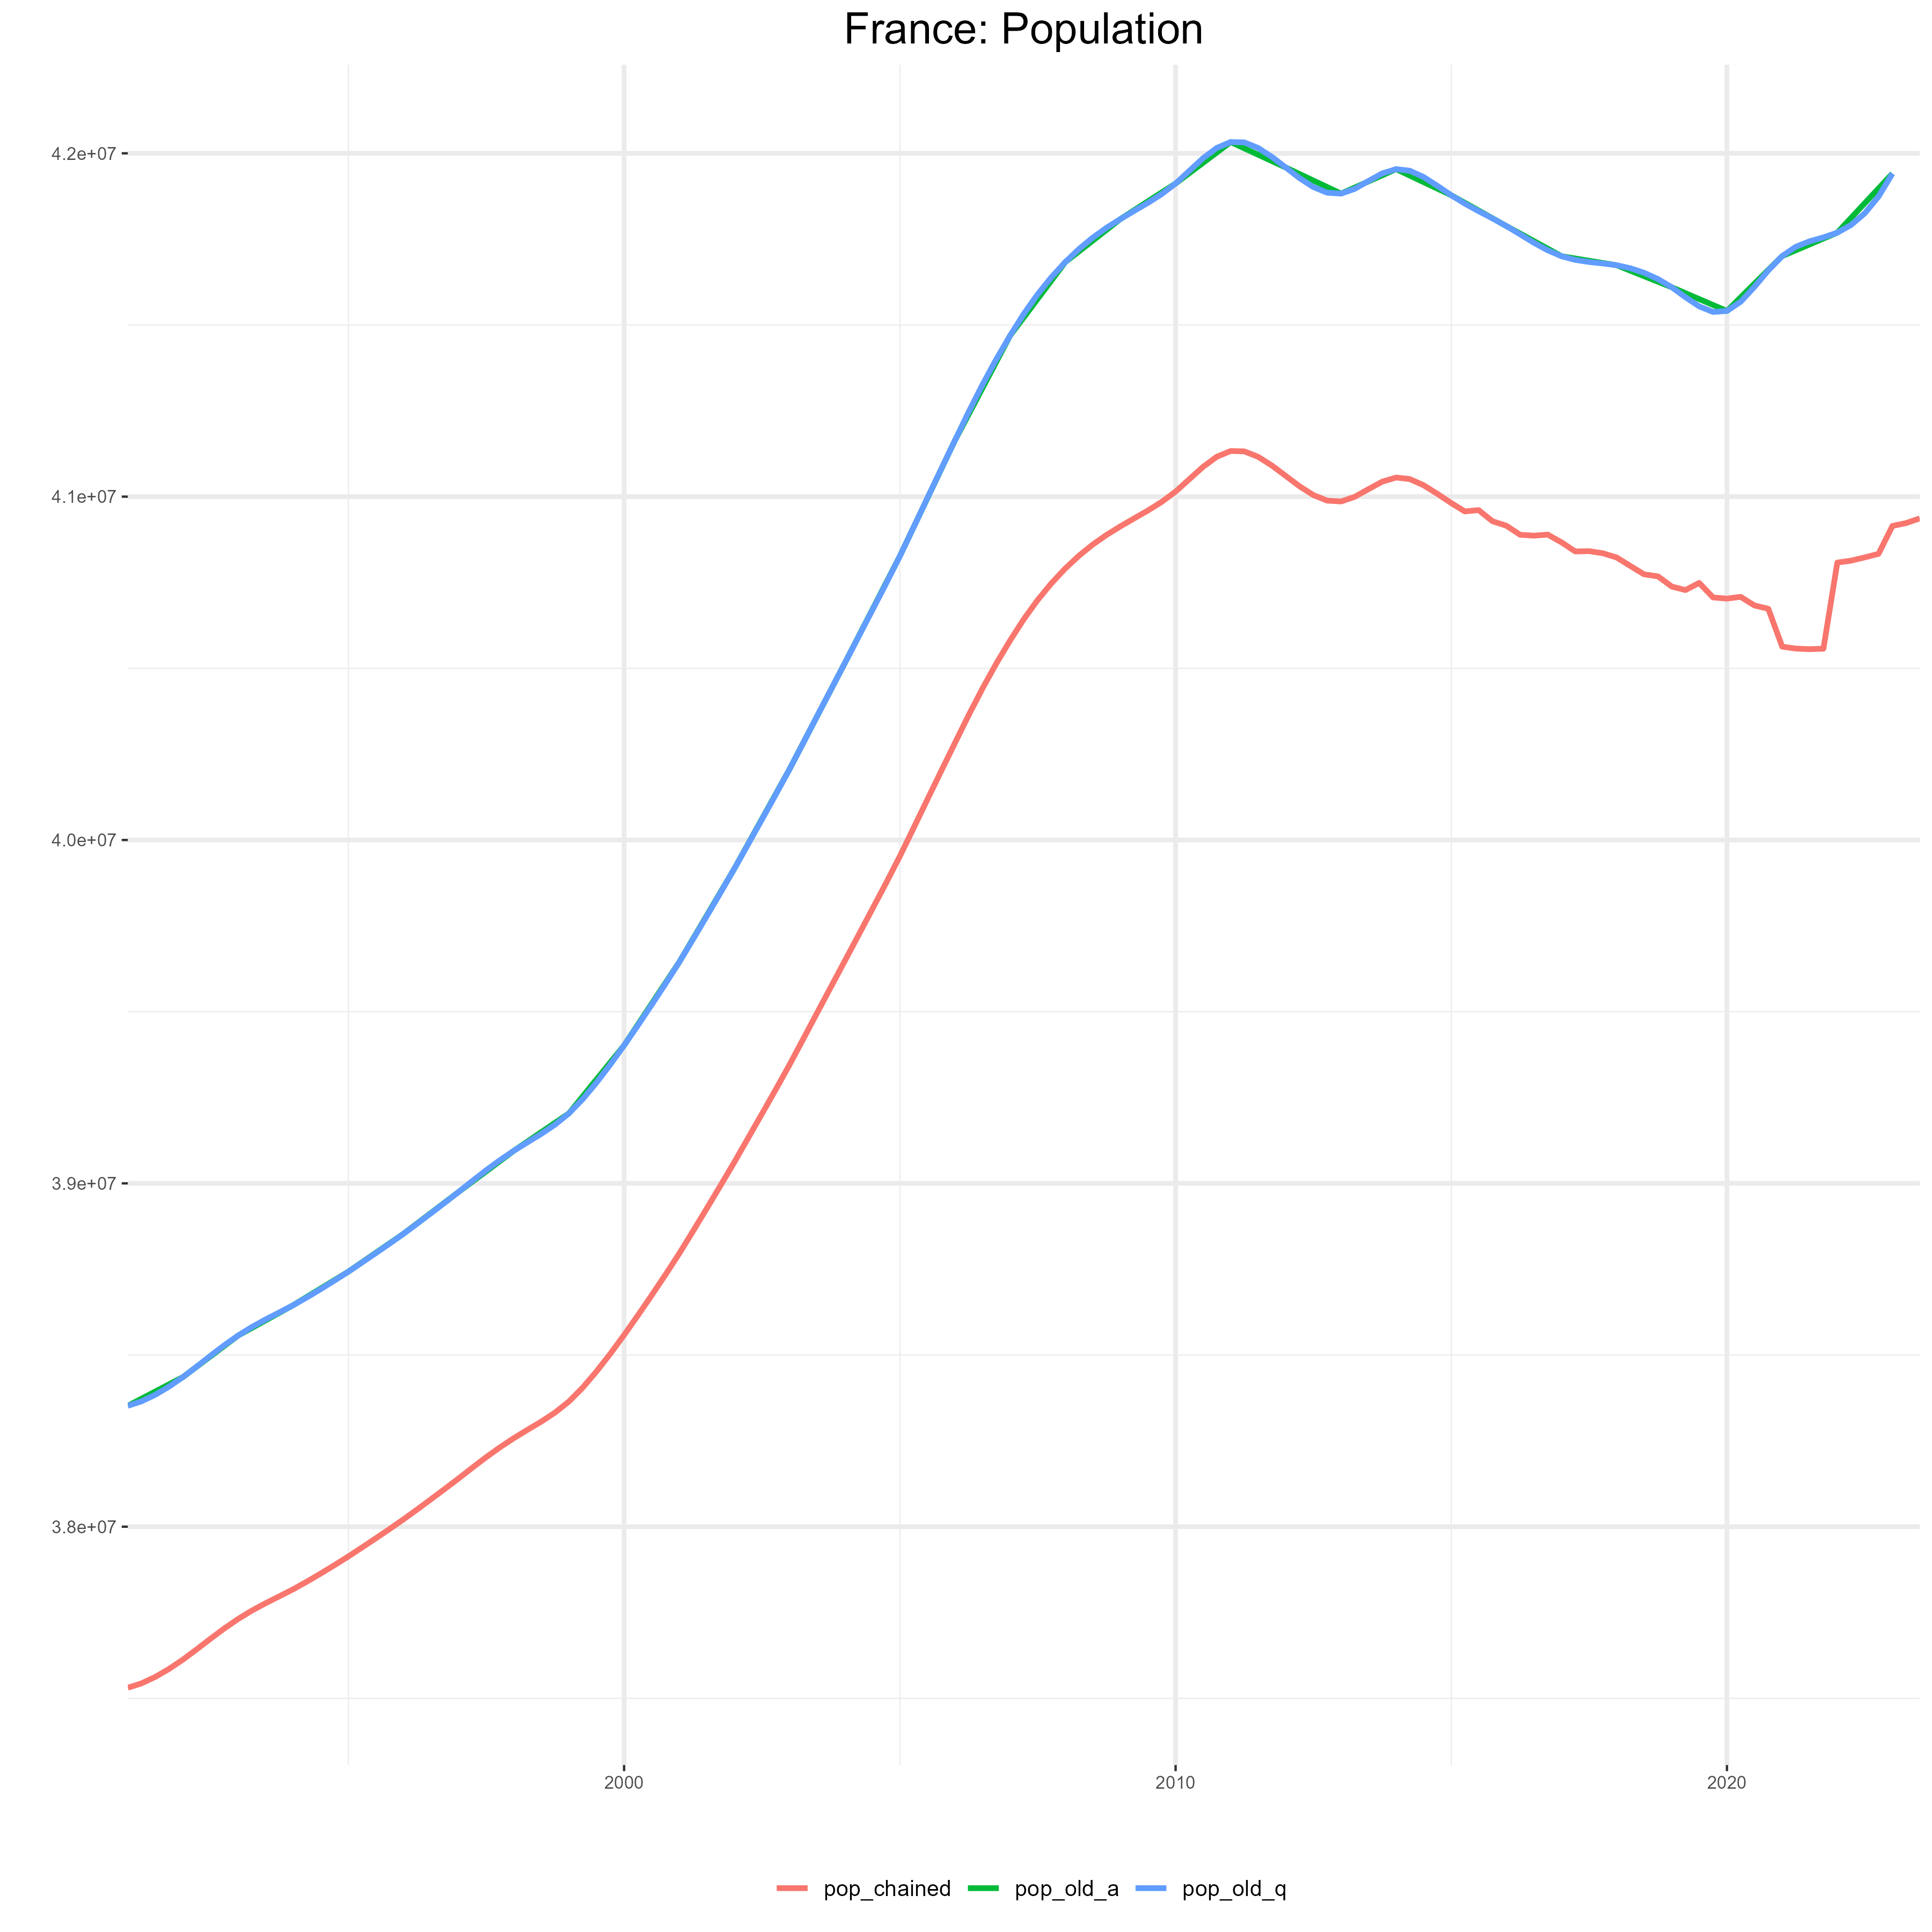 France: Population
4.2e+07
4.1e+07
4.0e+07
3.9e+07
3.8e+07
2000 2010 2020
pop_chained pop_old_a pop_old_q